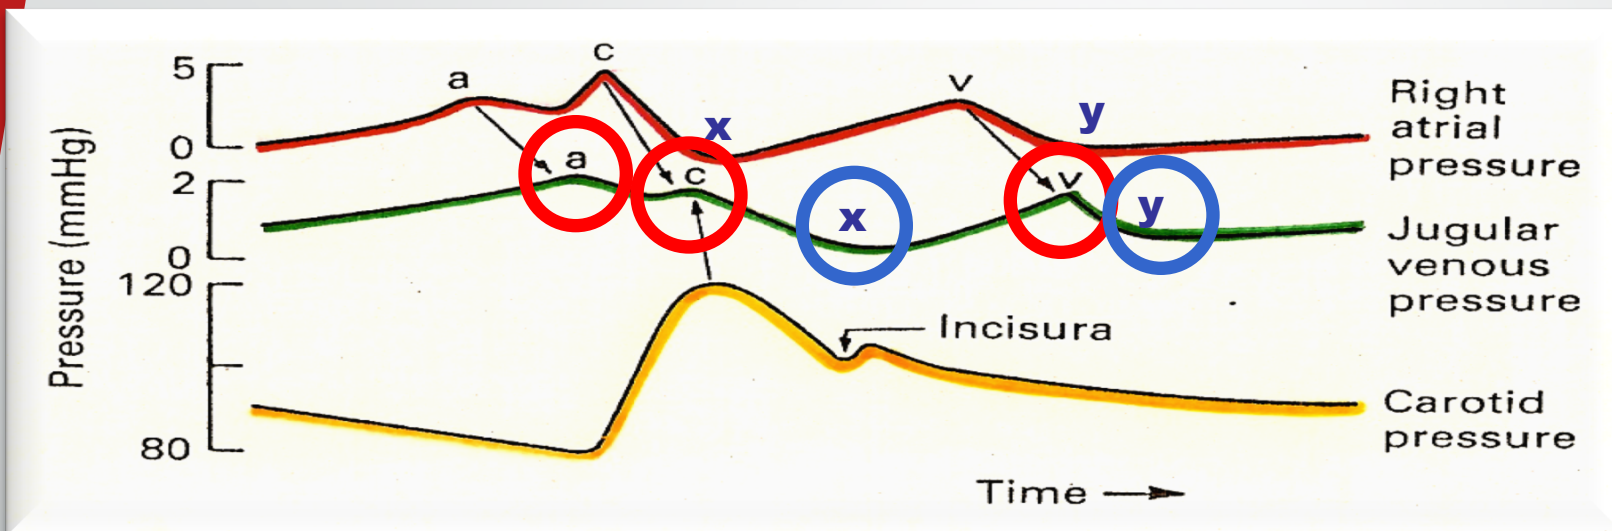 c
5
a
v
y
x
Right
atrial
pressure
0
a
c
v
2
x
y
Jugular
venous
pressure
0
120
Incisura
Pressure (mmHg)
Carotid
pressure
80
Time